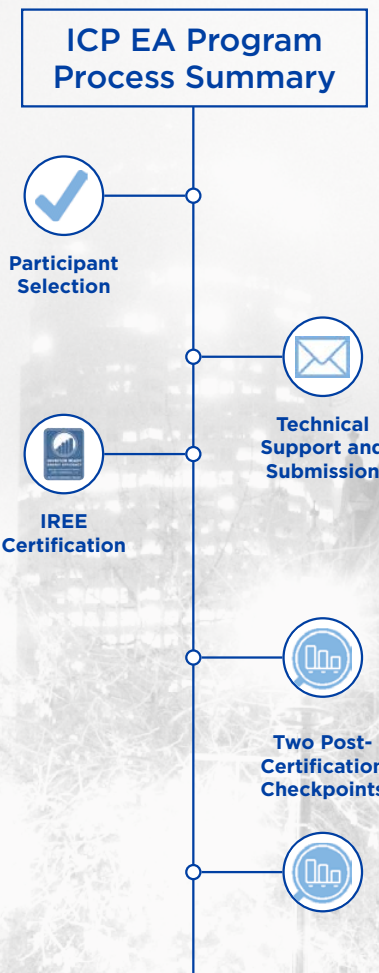 ICP EA Program
Process Summary
Participant
Selection
Technical
Support and
Submission
IREE
Certification
Two Post-
Certification
Checkpoints